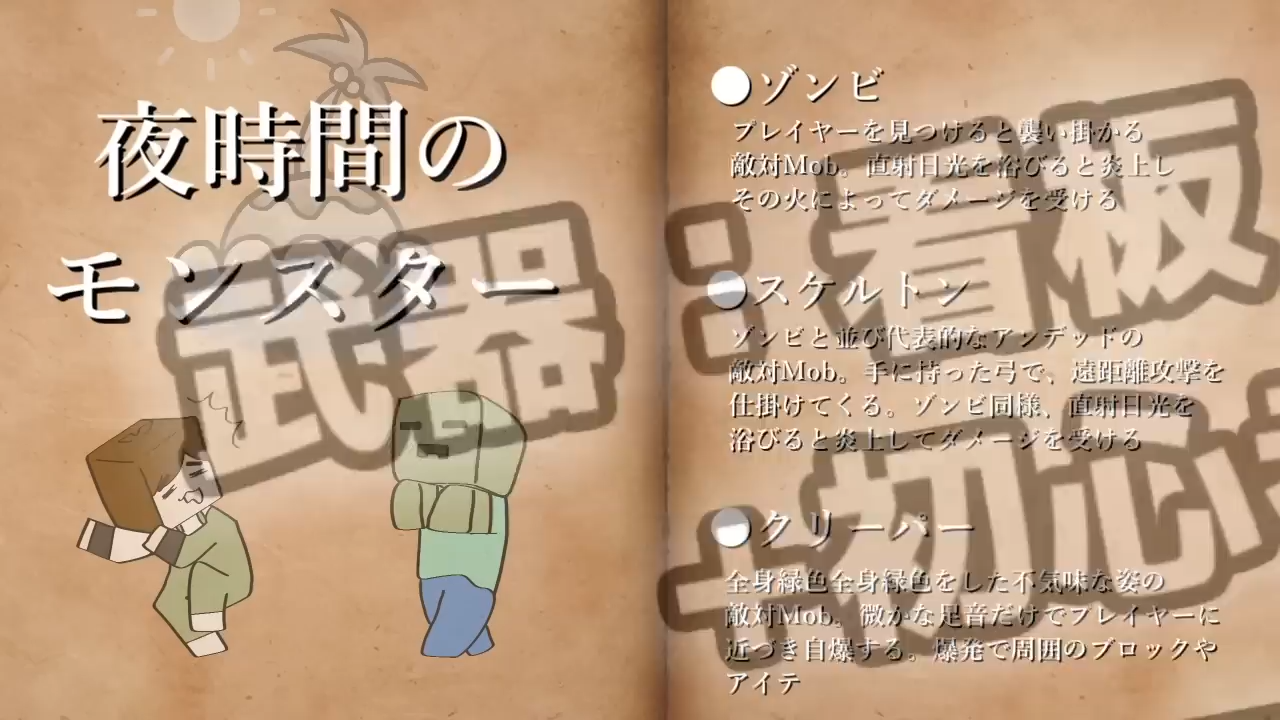 夜時間の
モンスター
●ゾンビ
プレイヤーを見つけると襲い掛かる
敵対Mob。直射日光を浴びると炎上し
その火によってダメージを受ける
●スケルトン
ゾンビと並び代表的なアンデッドの
敵対Mob。手に持った弓で、遠距離攻撃を
仕掛けてくる。ゾンビ同様、直射日光を
浴びると炎上してダメージを受ける
●クリーパー
全身緑色全身緑色をした不気味な姿の
敵対Mob。微かな足音だけでプレイヤーに
近づき自爆する。爆発で周囲のブロックや
アイテ
武器：看板
＋初心